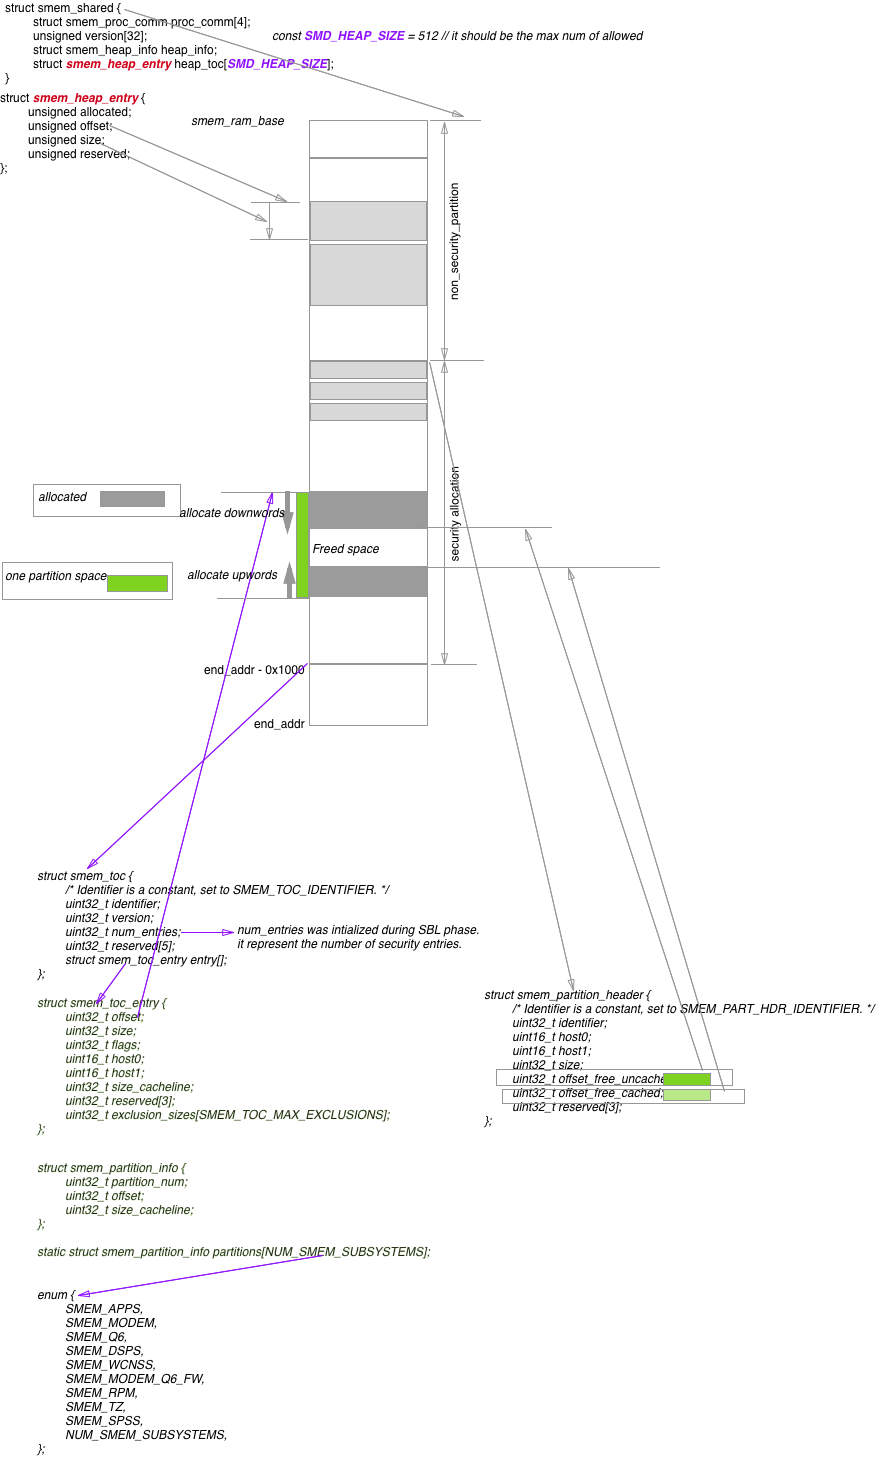 struct smem_shared {
struct smem_proc_comm proc_comm[4];
unsigned version[32];
const SMD_HEAP_SIZE = 512 // it should be the max num of allowed
struct smem_heap_info heap_info;
struct smem_heap_entry heap_toc[SMD_HEAP_SIZE];
}
struct smem_heap_entry {
unsigned allocated;
unsigned offset;
unsigned size;
unsigned reserved;
};
smem_ram_base
non_security_partition
security allocation
allocated
allocate downwords
Freed space
one partition space
allocate upwords
end_addr - 0x1000
end_addr
struct smem_toc {
/* Identifier is a constant, set to SMEM_TOC_IDENTIFIER. */
uint32_t identifier;
uint32_t version;
uint32_t num_entries;
num_entries was intialized during SBL phase.
it represent the number of security entries.
uint32_t reserved[5];
struct smem_toc_entry entry[];
};
struct smem_toc_entry {
uint32_t offset;
uint32_t size;
uint32_t flags;
uint16_t host0;
uint16_t host1;
uint32_t size_cacheline;
uint32_t reserved[3];
uint32_t exclusion_sizes[SMEM_TOC_MAX_EXCLUSIONS];
};
struct smem_partition_header {
/* Identifier is a constant, set to SMEM_PART_HDR_IDENTIFIER. */
uint32_t identifier;
uint16_t host0;
uint16_t host1;
uint32_t size;
uint32_t offset_free_uncache
uint32_t offset_free_cached;
uint32_t reserved[3];
};
struct smem_partition_info {
uint32_t partition_num;
uint32_t offset;
uint32_t size_cacheline;
};
static struct smem_partition_info partitions[NUM_SMEM_SUBSYSTEMS];
enum {
SMEM_APPS,
SMEM_MODEM,
SMEM_Q6,
SMEM_DSPS,
SMEM_WCNSS,
SMEM_MODEM_Q6_FW,
SMEM_RPM,
SMEM_TZ,
SMEM_SPSS,
NUM_SMEM_SUBSYSTEMS,
};